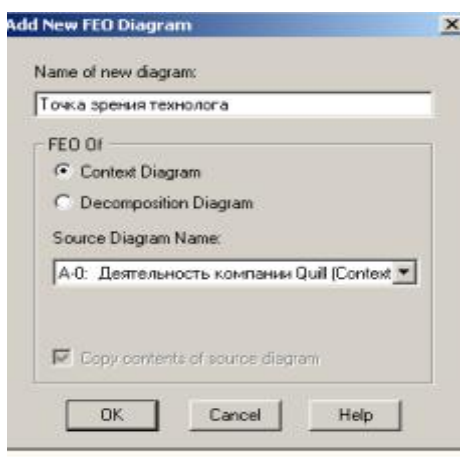 Add New FEO Diagram
Name of new diagram:
Точка зрения технолога
FEO Of
Context Diagram
Decomposition Diagram
Source Diagram Name:
A-0: Деятельность компании Quill (Context
Copy contents of source diagram
OK Cancel Help